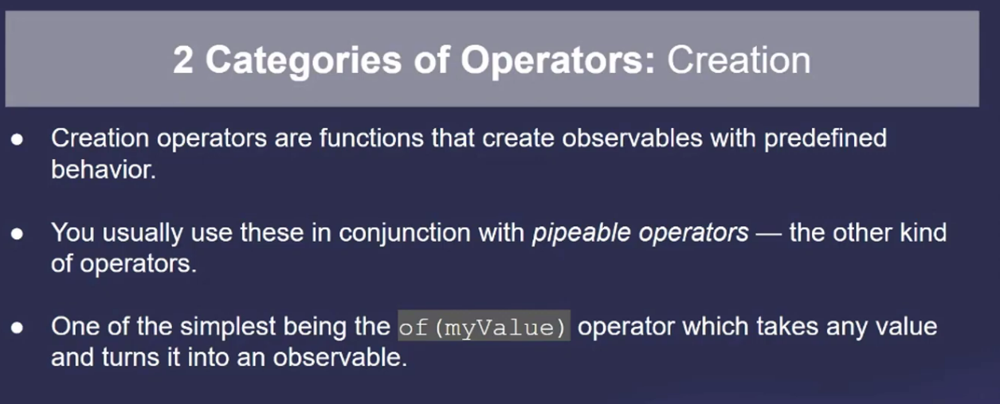 2 Categories of Operators: Creation
● Creation operators are functions that create observables with predefined
behavior.
● You usually use these in conjunction with pipeable operators — the other kind
of operators.
● One of the simplest being the of(myValue) operator which takes any value
and turns it into an observable.